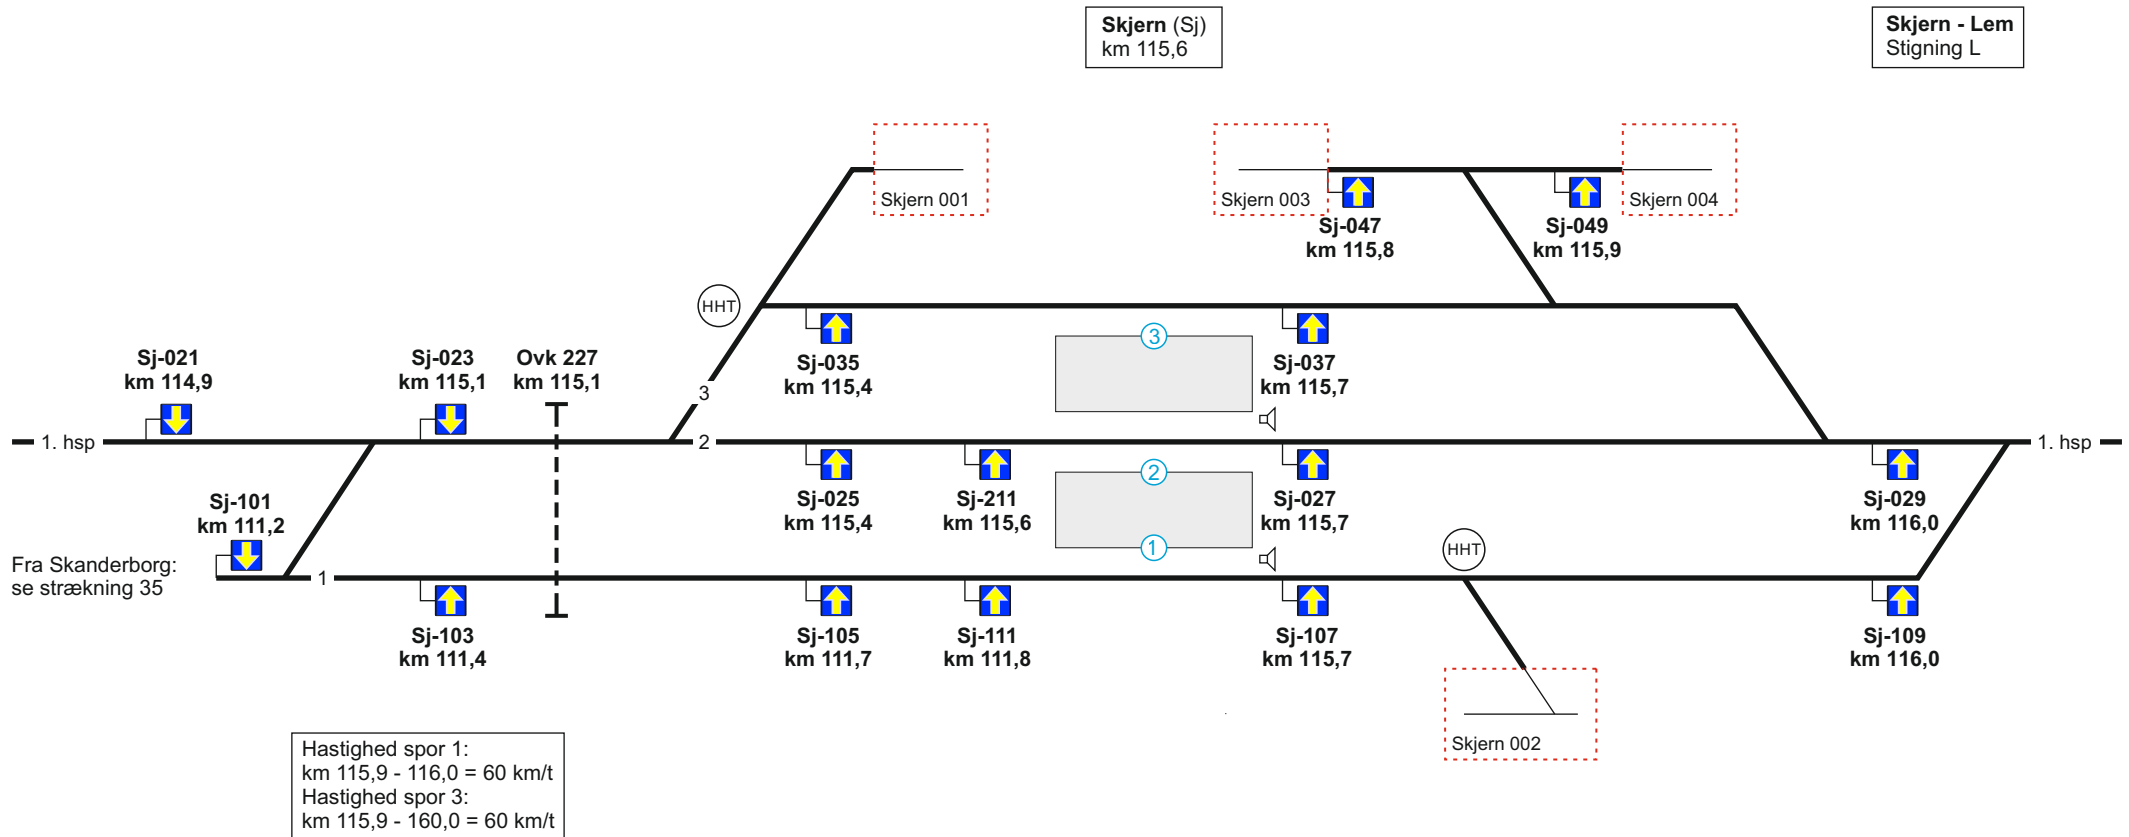 Skjern (Sj)
km 115,6
Skjern - Lem
Stigning L
Skjern 001
Skjern 003
Skjern 004
Sj-047
km 115,8
Sj-049
km 115,9
HHT
Sj-021
km 114,9
Sj-023
km 115,1
Ovk 227
km 115,1
3
Sj-035
km 115,4
3
Sj-037
km 115,7
1. hsp
2
1. hsp
Sj-101
km 111,2
Sj-025
km 115,4
Sj-211
km 115,6
2
Sj-027
km 115,7
Sj-029
km 116,0
1
HHT
Fra Skanderborg:
se strækning 35
1
Sj-103
km 111,4
Sj-105
km 111,7
Sj-111
km 111,8
Sj-107
km 115,7
Sj-109
km 116,0
Skjern 002
Hastighed spor 1:
km 115,9 - 116,0 = 60 km/t
Hastighed spor 3:
km 115,9 - 160,0 = 60 km/t